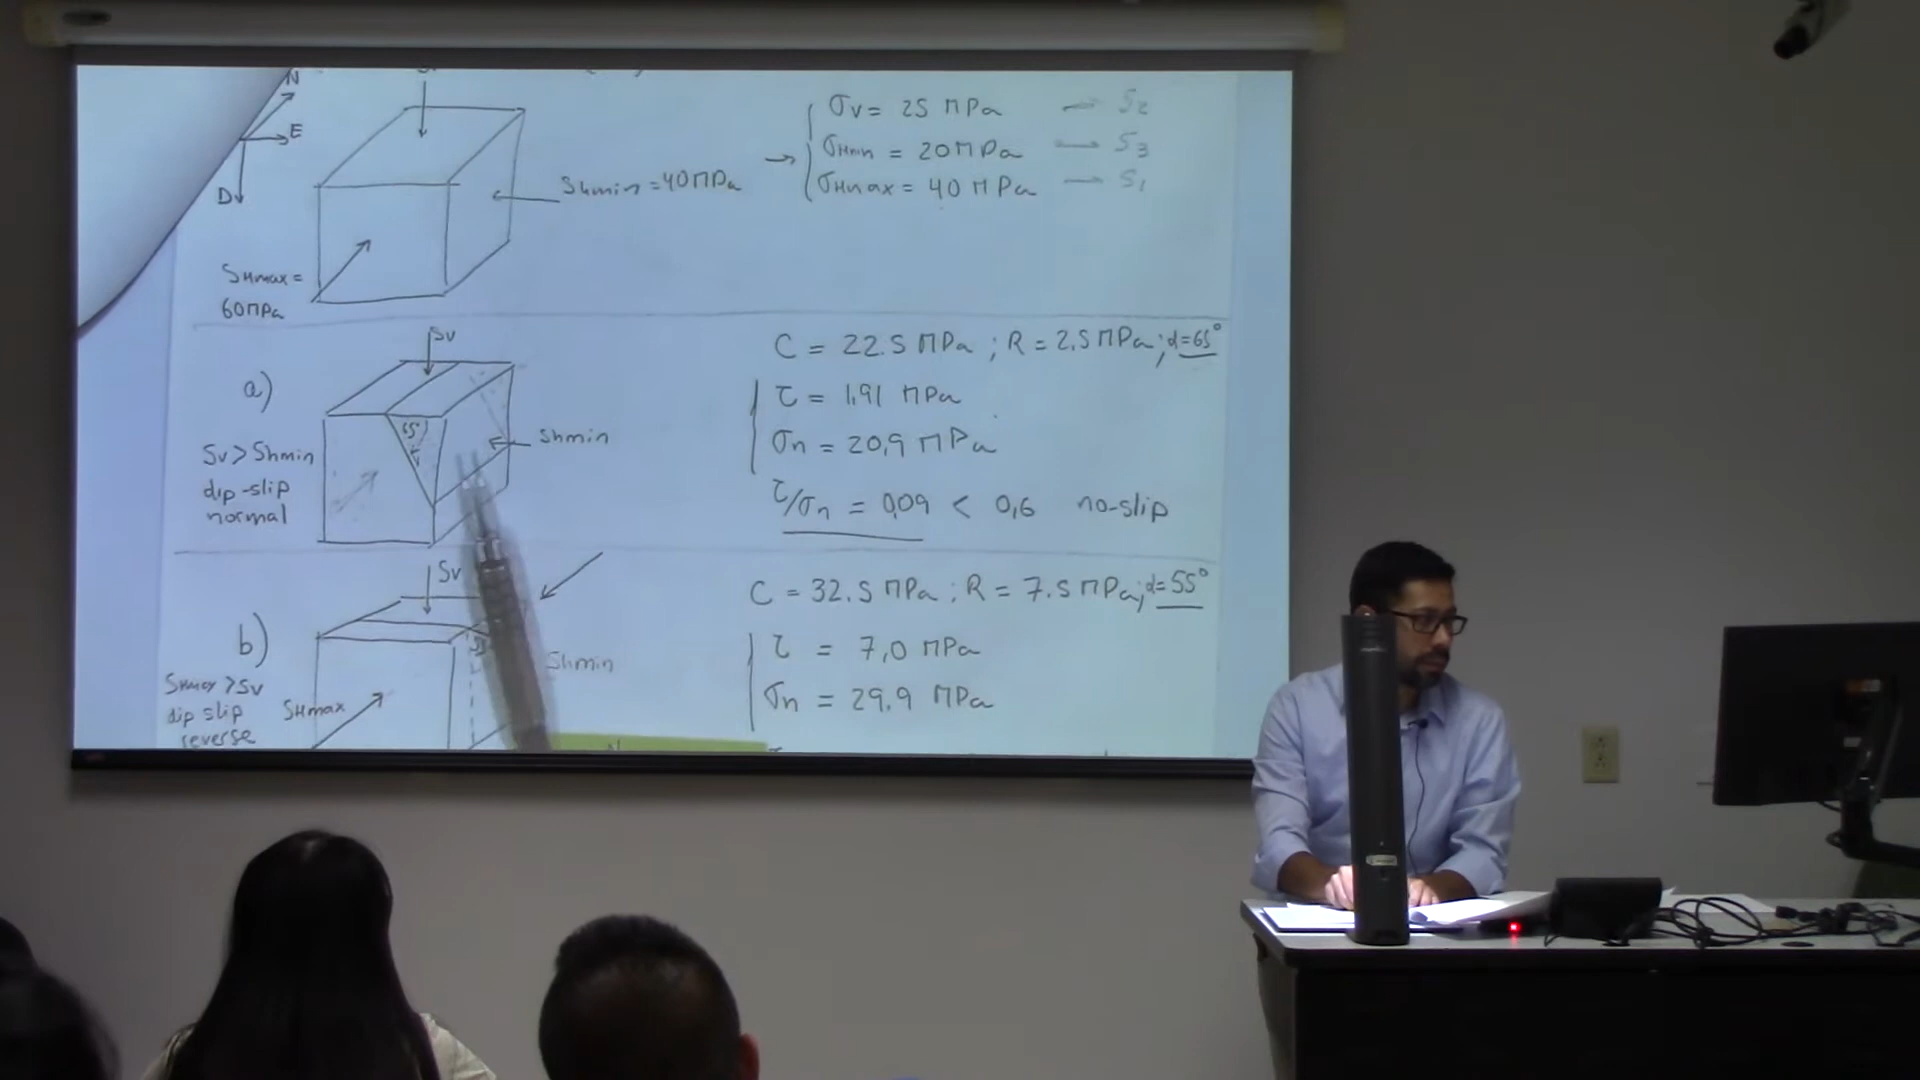 N
E
D
Shmin = 40 MPa
SHmax =
60 MPa
→
σv = 25 MPa → S2
σHmin = 20 MPa → S3
σHmax = 40 MPa → S1
a)
Sv
65°
Shmin
Sv > Shmin
dip-slip
normal
C = 22.5 MPa ; R = 2.5 MPa ; d=65°
τ = 1.91 MPa
σn = 20,9 MPa
τ/σn = 0,09 < 0,6 no-slip
b)
Sv
Shmin
SHmax > Sv
dip slip
reverse
SHmax
C = 32.5 MPa ; R = 7.5 MPa ; d=55°
τ = 7,0 MPa
σn = 29.9 MPa